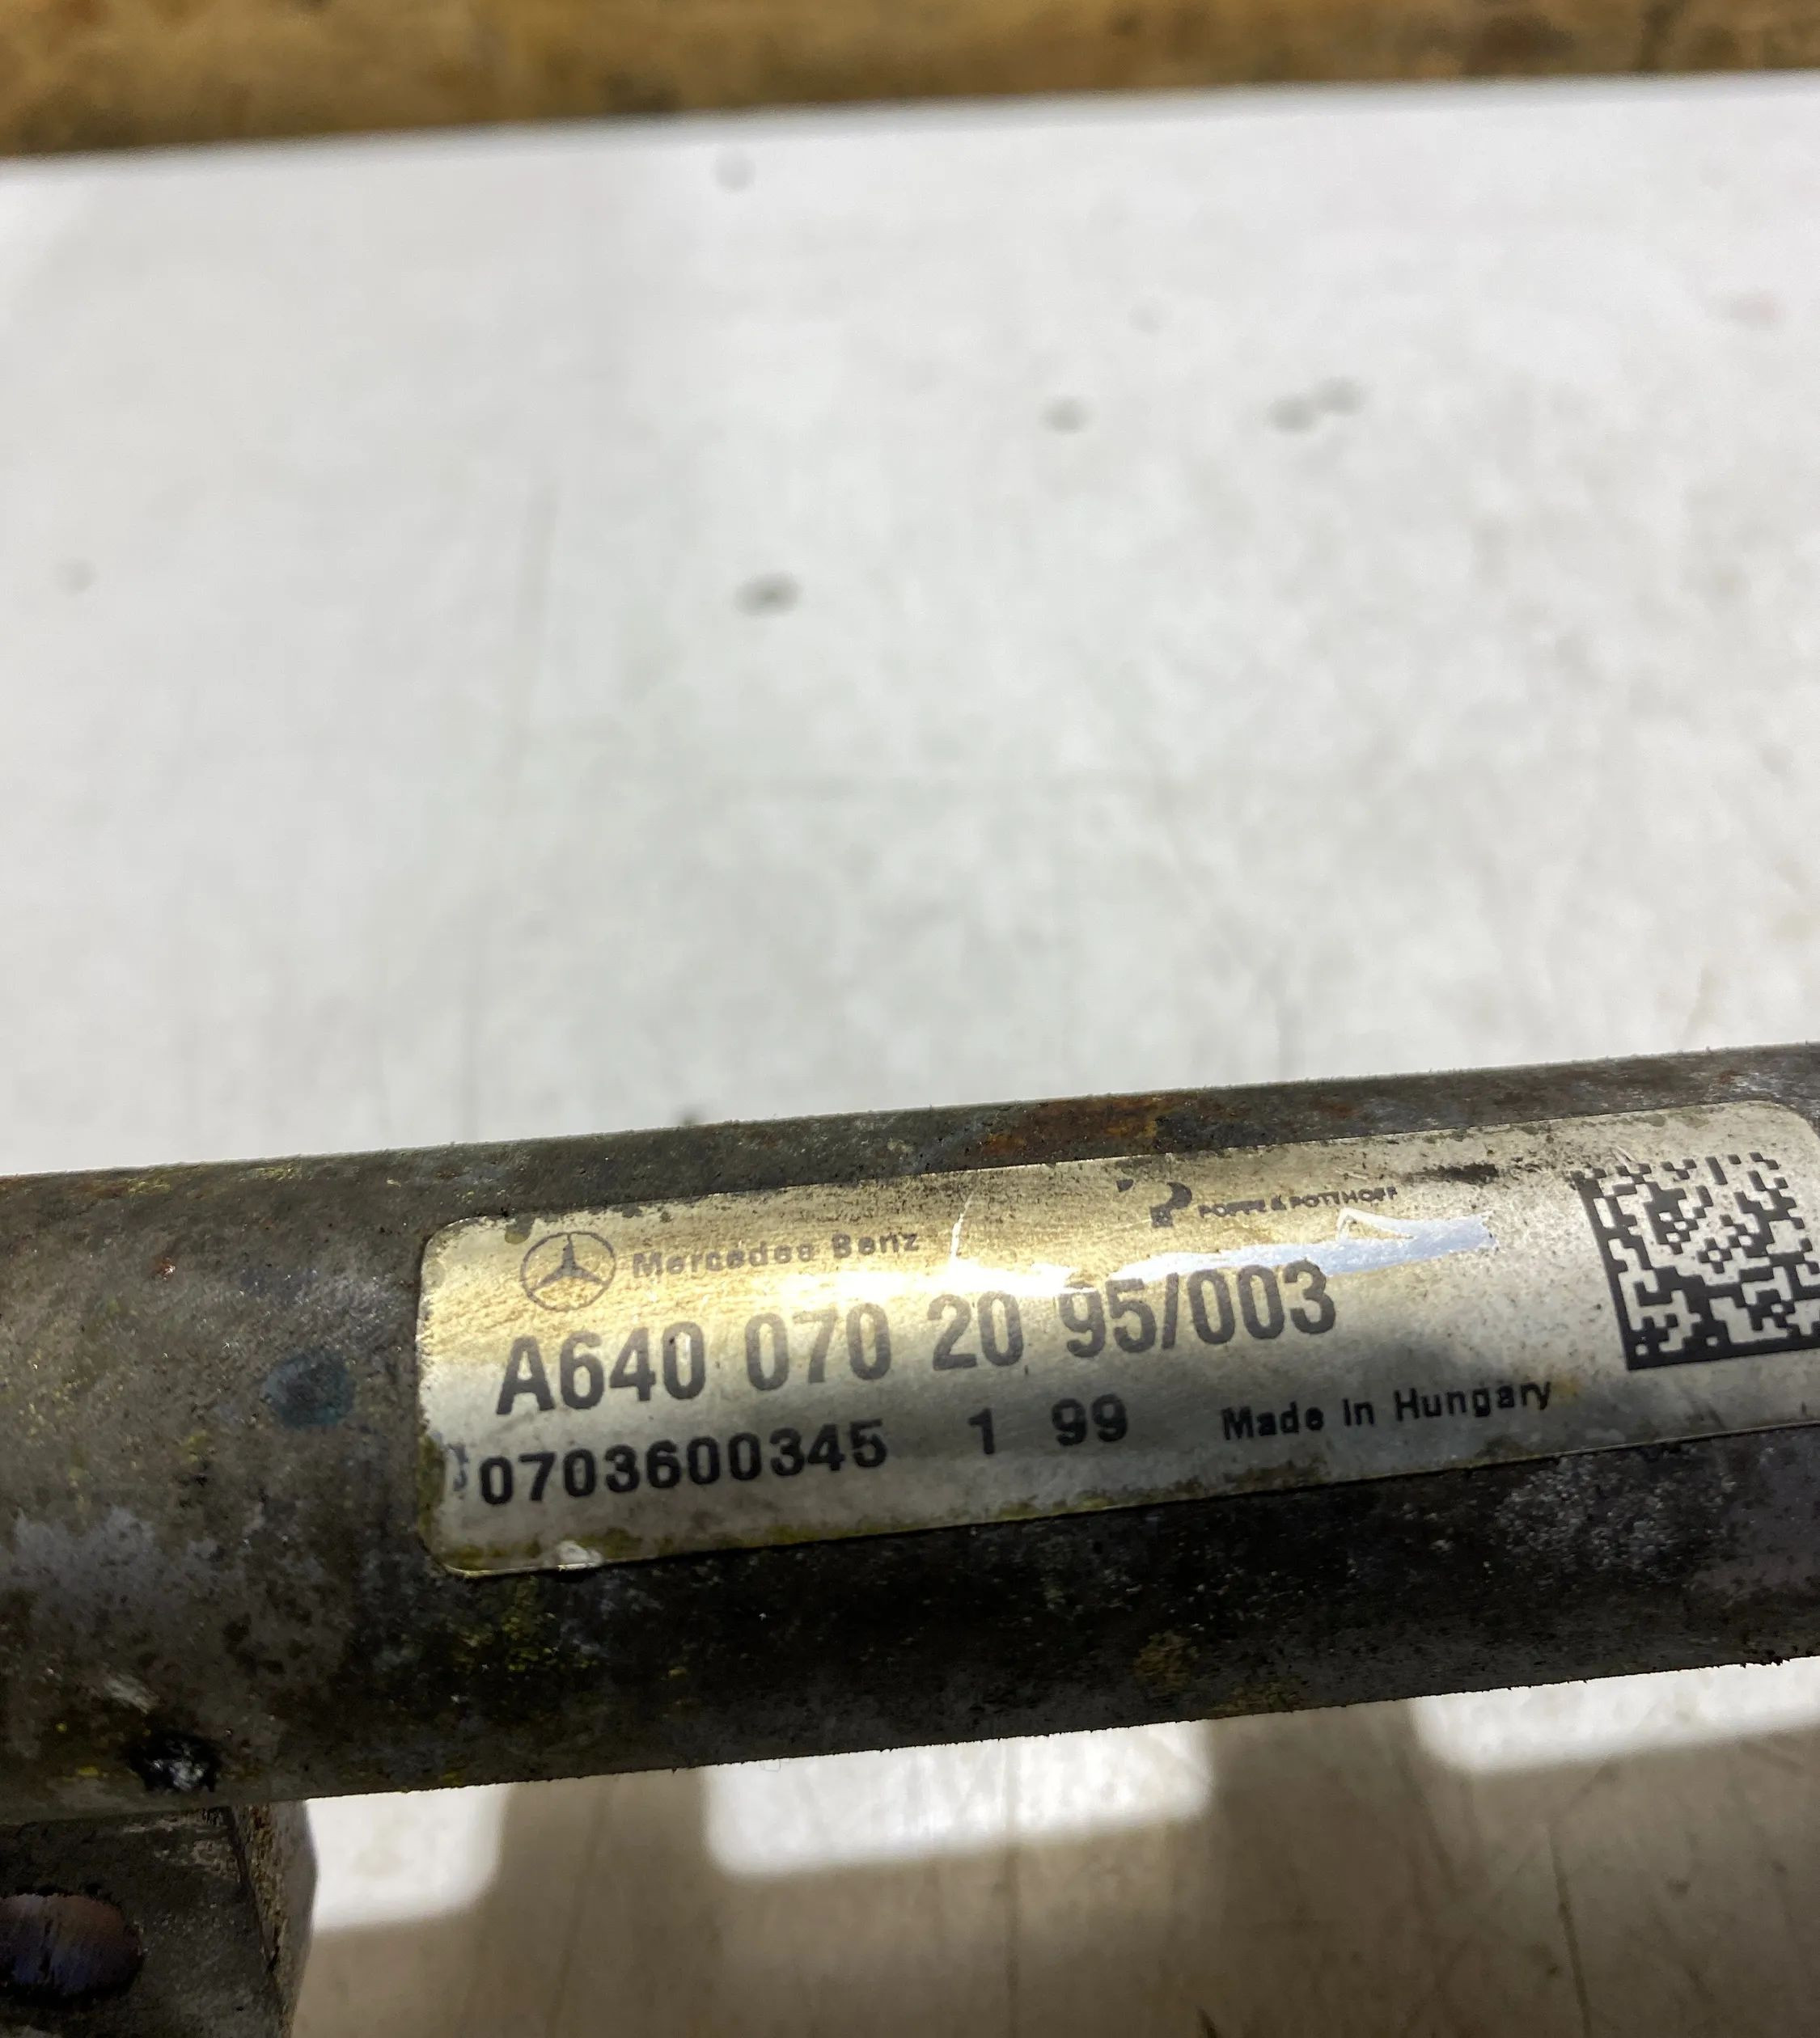 Mercedes Benz
POPPE & POTTHOFF
A640 070 20 95/003
0703600345 1 99 Made in Hungary